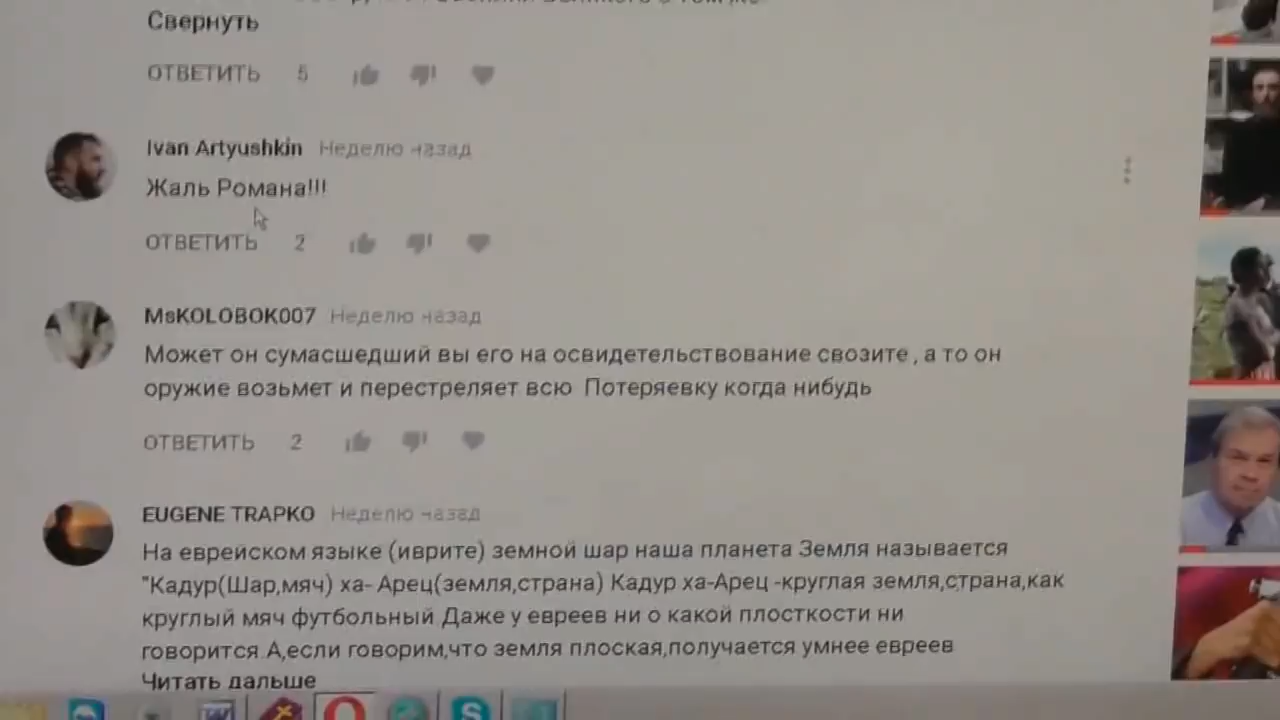 Свернуть
ОТВЕТИТЬ 5
Ivan Artyushkin Неделю назад
Жаль Романа!!!
ОТВЕТИТЬ 2
MsKOLOBOK007 Неделю назад
Может он сумасшедший вы его на освидетельствование свозите , а то он
оружие возьмет и перестреляет всю Потеряевку когда нибудь
ОТВЕТИТЬ 2
EUGENE TRAPKO Неделю назад
На еврейском языке (иврите) земной шар наша планета Земля называется
"Кадур(Шар,мяч) ха- Арец(земля,страна) Кадур ха-Арец -круглая земля,страна,как
круглый мяч футбольный.Даже у евреев ни о какой плосткости ни
говорится.А,если говорим,что земля плоская,получается умнее евреев
Читать дальше